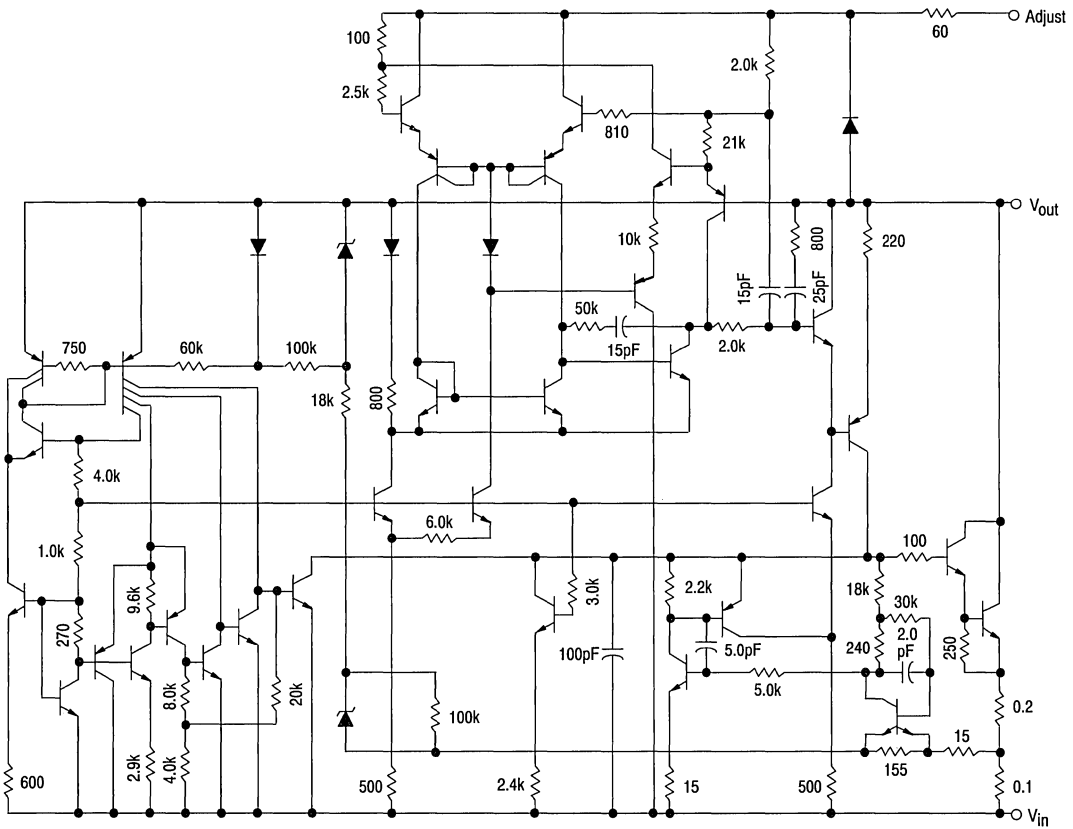 100
60
Adjust
2.5k
2.0k
810
21k
Vout
10k
800
220
15pF
25pF
50k
15pF
2.0k
750
60k
100k
18k
800
4.0k
6.0k
1.0k
9.6k
3.0k
2.2k
100
18k
30k
270
100pF
5.0pF
240
2.0
pF
250
8.0k
20k
5.0k
100k
0.2
15
155
600
2.9k
4.0k
500
2.4k
15
500
0.1
Vin